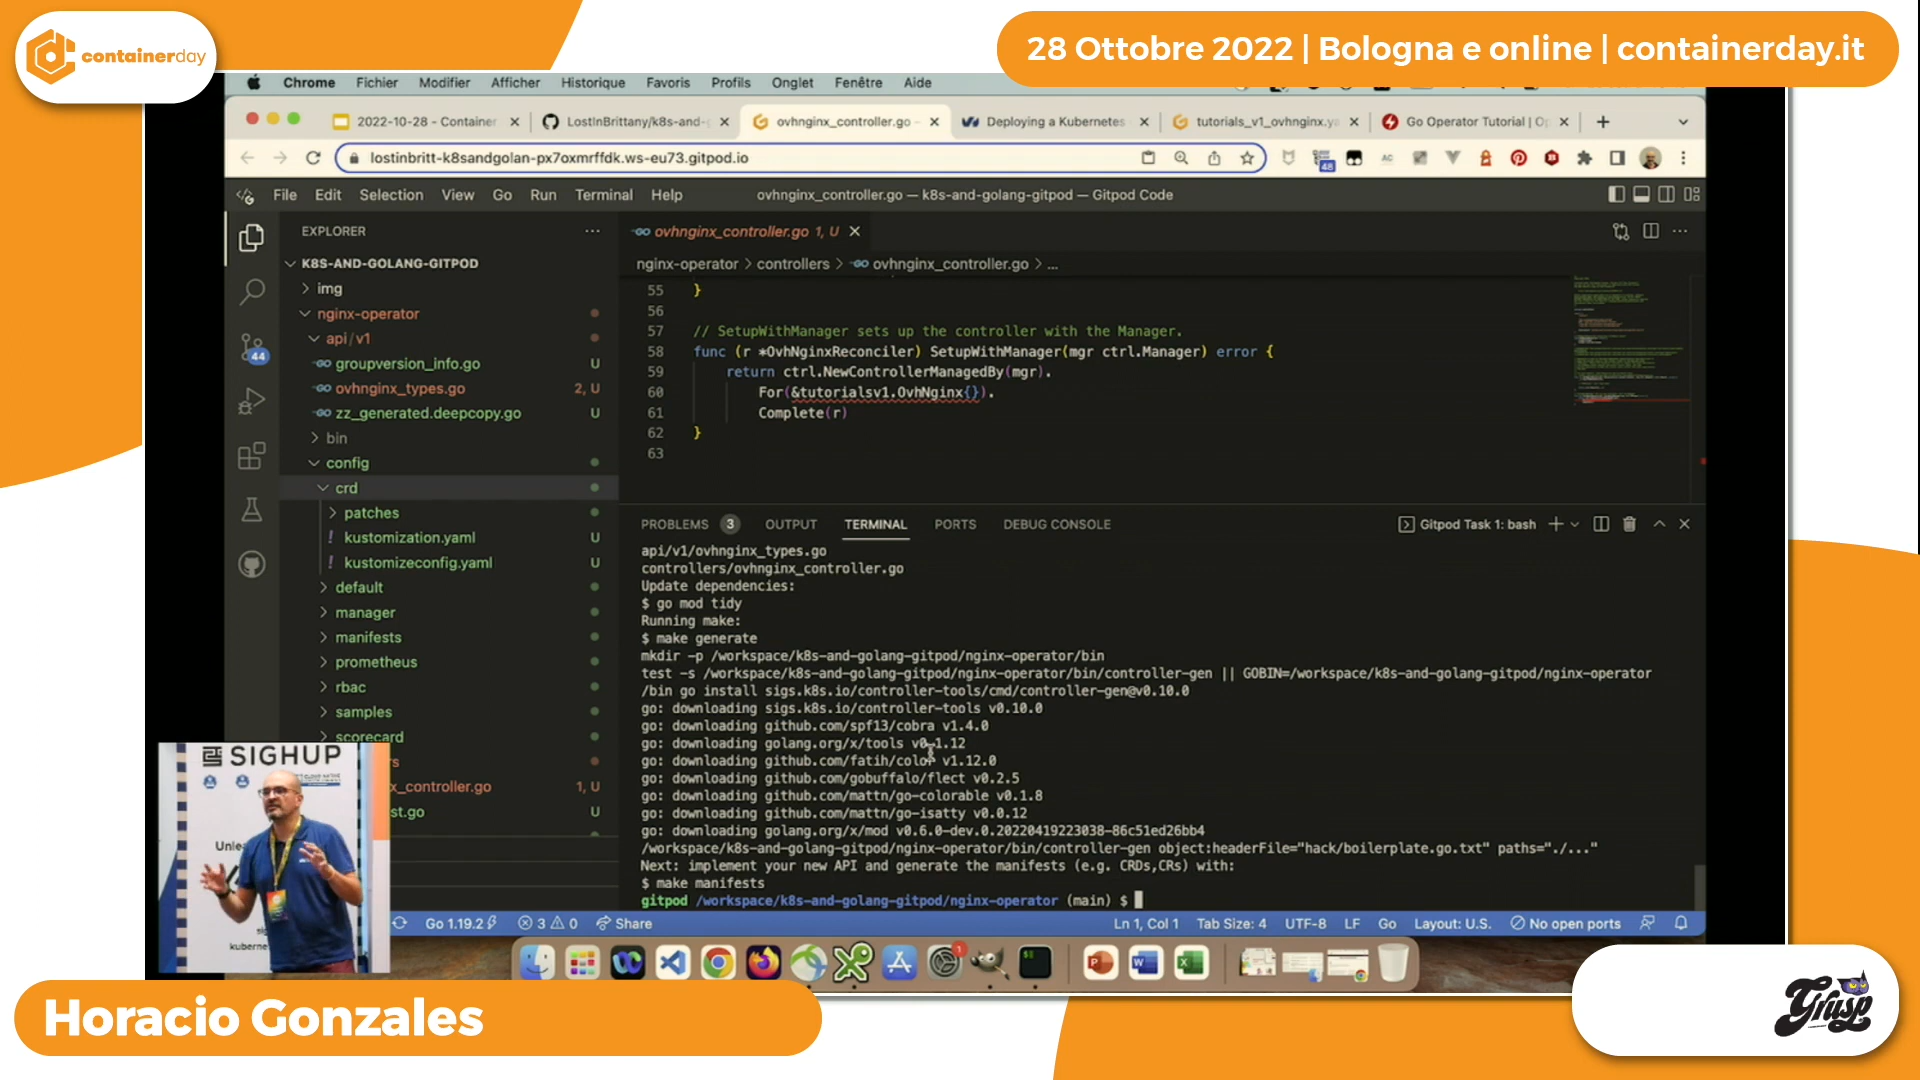 containerday
28 Ottobre 2022 | Bologna e online | containerday.it
Chrome Fichier Modifier Afficher Historique Favoris Profils Onglet Fenêtre Aide
2022-10-28 - Container
LostInBrittany/k8s-and-
ovhnginx_controller.go -
Deploying a Kubernetes
tutorials_v1_ovhnginx.ya
Go Operator Tutorial | Op
lostinbritt-k8sandgolan-px7oxmrffdk.ws-eu73.gitpod.io
File Edit Selection View Go Run Terminal Help
ovhnginx_controller.go — k8s-and-golang-gitpod — Gitpod Code
EXPLORER
K8S-AND-GOLANG-GITPOD
img
nginx-operator
api/v1
groupversion_info.go U
ovhnginx_types.go 2, U
zz_generated.deepcopy.go U
bin
config
crd
patches
kustomization.yaml U
kustomizeconfig.yaml U
default
manager
manifests
prometheus
rbac
samples
scorecard
rs
x_controller.go 1, U
st.go U
44
ovhnginx_controller.go 1, U
nginx-operator > controllers > ovhnginx_controller.go > ...
55 }
56
57 // SetupWithManager sets up the controller with the Manager.
58 func (r *OvhNginxReconciler) SetupWithManager(mgr ctrl.Manager) error {
59 return ctrl.NewControllerManagedBy(mgr).
60 For(&tutorialsv1.OvhNginx{}).
61 Complete(r)
62 }
63
PROBLEMS 3 OUTPUT TERMINAL PORTS DEBUG CONSOLE
Gitpod Task 1: bash
api/v1/ovhnginx_types.go
controllers/ovhnginx_controller.go
Update dependencies:
$ go mod tidy
Running make:
$ make generate
mkdir -p /workspace/k8s-and-golang-gitpod/nginx-operator/bin
test -s /workspace/k8s-and-golang-gitpod/nginx-operator/bin/controller-gen || GOBIN=/workspace/k8s-and-golang-gitpod/nginx-operator
/bin go install sigs.k8s.io/controller-tools/cmd/controller-gen@v0.10.0
go: downloading sigs.k8s.io/controller-tools v0.10.0
go: downloading github.com/spf13/cobra v1.4.0
go: downloading golang.org/x/tools v0.1.12
go: downloading github.com/fatih/color v1.12.0
go: downloading github.com/gobuffalo/flect v0.2.5
go: downloading github.com/mattn/go-colorable v0.1.8
go: downloading github.com/mattn/go-isatty v0.0.12
go: downloading golang.org/x/mod v0.6.0-dev.0.20220419223038-86c51ed26bb4
/workspace/k8s-and-golang-gitpod/nginx-operator/bin/controller-gen object:headerFile="hack/boilerplate.go.txt" paths="./..."
Next: implement your new API and generate the manifests (e.g. CRDs,CRs) with:
$ make manifests
gitpod /workspace/k8s-and-golang-gitpod/nginx-operator (main) $
Go 1.19.2 3 0 Share
Ln 1, Col 1 Tab Size: 4 UTF-8 LF Go Layout: U.S. No open ports
SIGHUP
Horacio Gonzales
Grusp